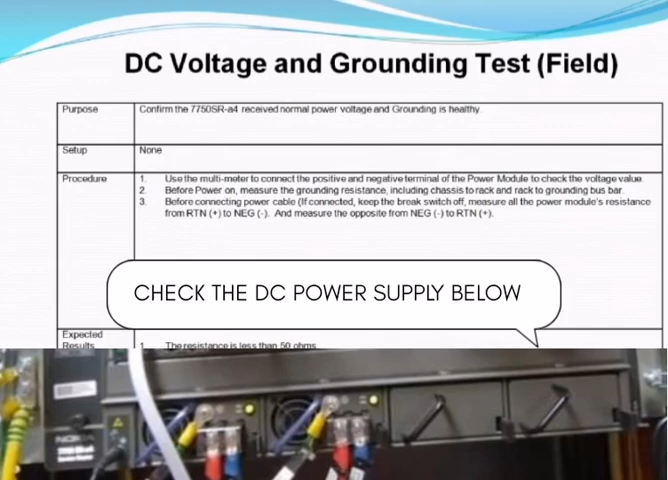 DC Voltage and Grounding Test (Field)
Purpose
Confirm the 7750SR-a4 received normal power voltage and Grounding is healthy.
Setup
None
Procedure
1. Use the multi-meter to connect the positive and negative terminal of the Power Module to check the voltage value.
2. Before Power on, measure the grounding resistance, including chassis to rack and rack to grounding bus bar.
3. Before connecting power cable (If connected, keep the break switch off, measure all the power module's resistance
from RTN (+) to NEG (-). And measure the opposite from NEG (-) to RTN (+).
CHECK THE DC POWER SUPPLY BELOW
Expected
Results
1. The resistance is less than 50 ohms
NOKIA